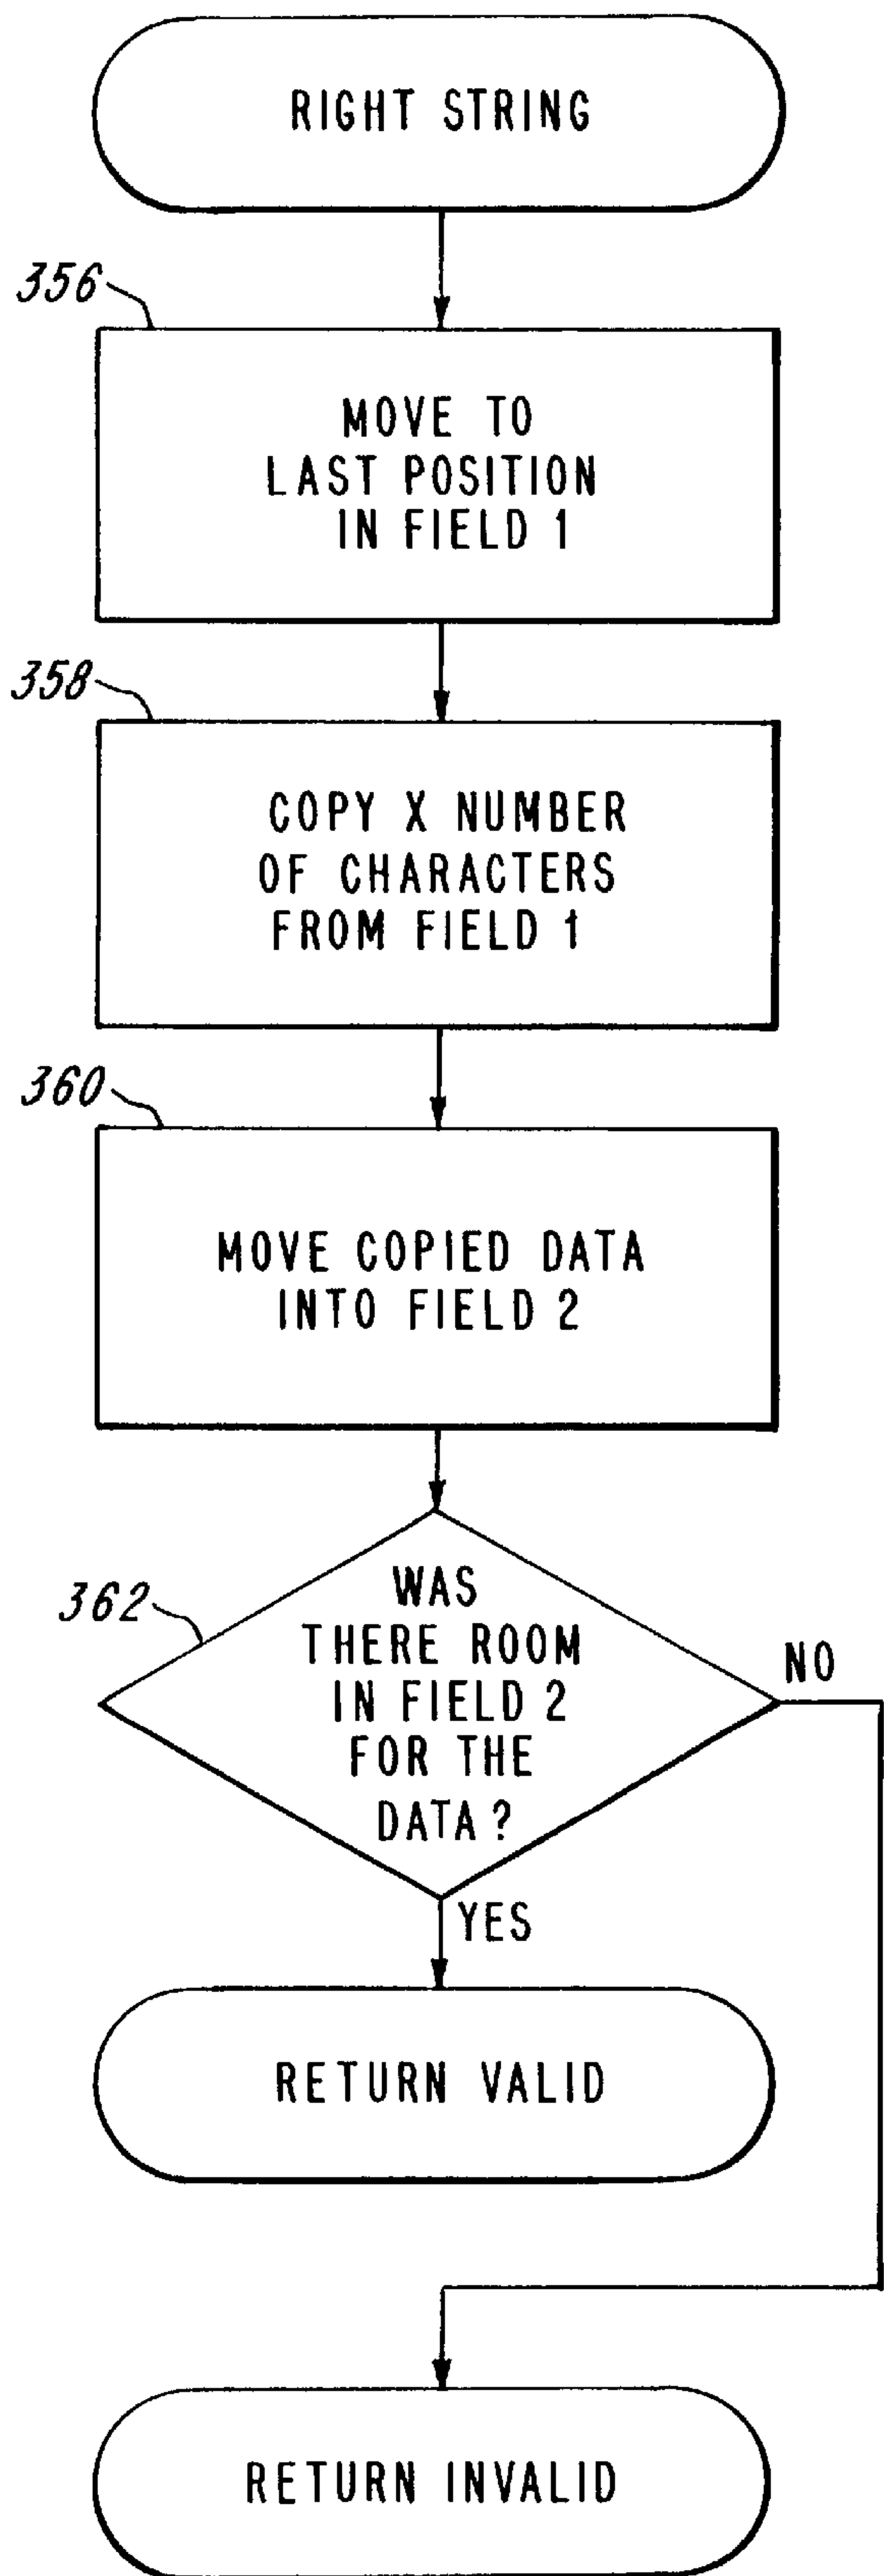 RIGHT STRING
356
MOVE TO
LAST POSITION
IN FIELD 1
358
COPY X NUMBER
OF CHARACTERS
FROM FIELD 1
360
MOVE COPIED DATA
INTO FIELD 2
362
WAS
THERE ROOM
IN FIELD 2
FOR THE
DATA?
NO
YES
RETURN VALID
RETURN INVALID